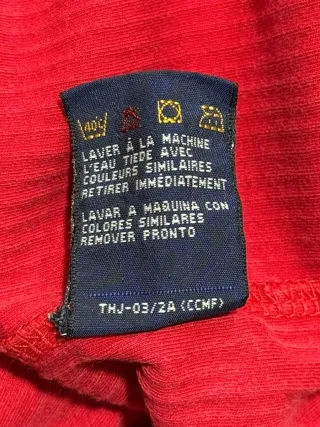 40°C
LAVER À LA MACHINE
L'EAU TIEDE AVEC
COULEURS SIMILAIRES
RETIRER IMMÉDIATEMENT
LAVAR A MAQUINA CON
COLORES SIMILARES
REMOVER PRONTO
THJ-03/2A (CCMF)